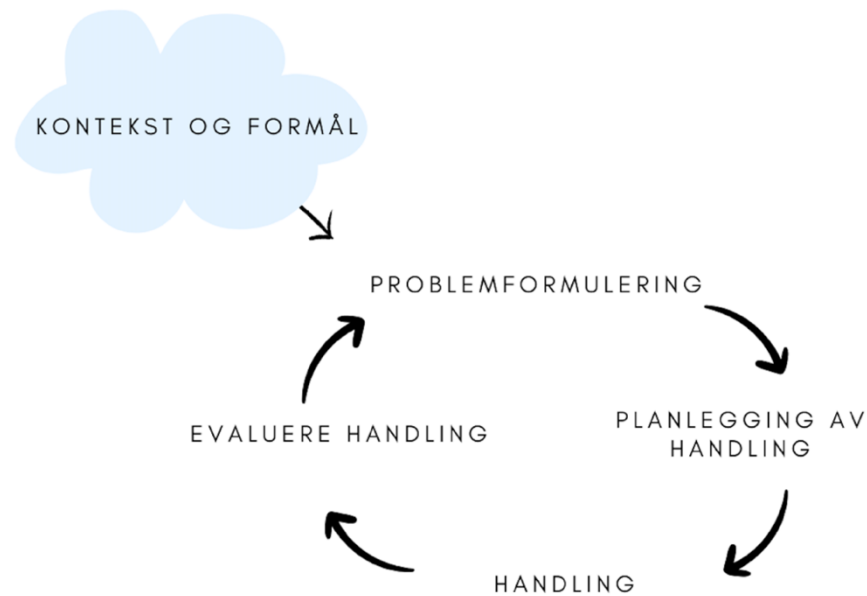 KONTEKST OG FORMÅL
PROBLEMFORMULERING
PLANLEGGING AV
HANDLING
HANDLING
EVALUERE HANDLING